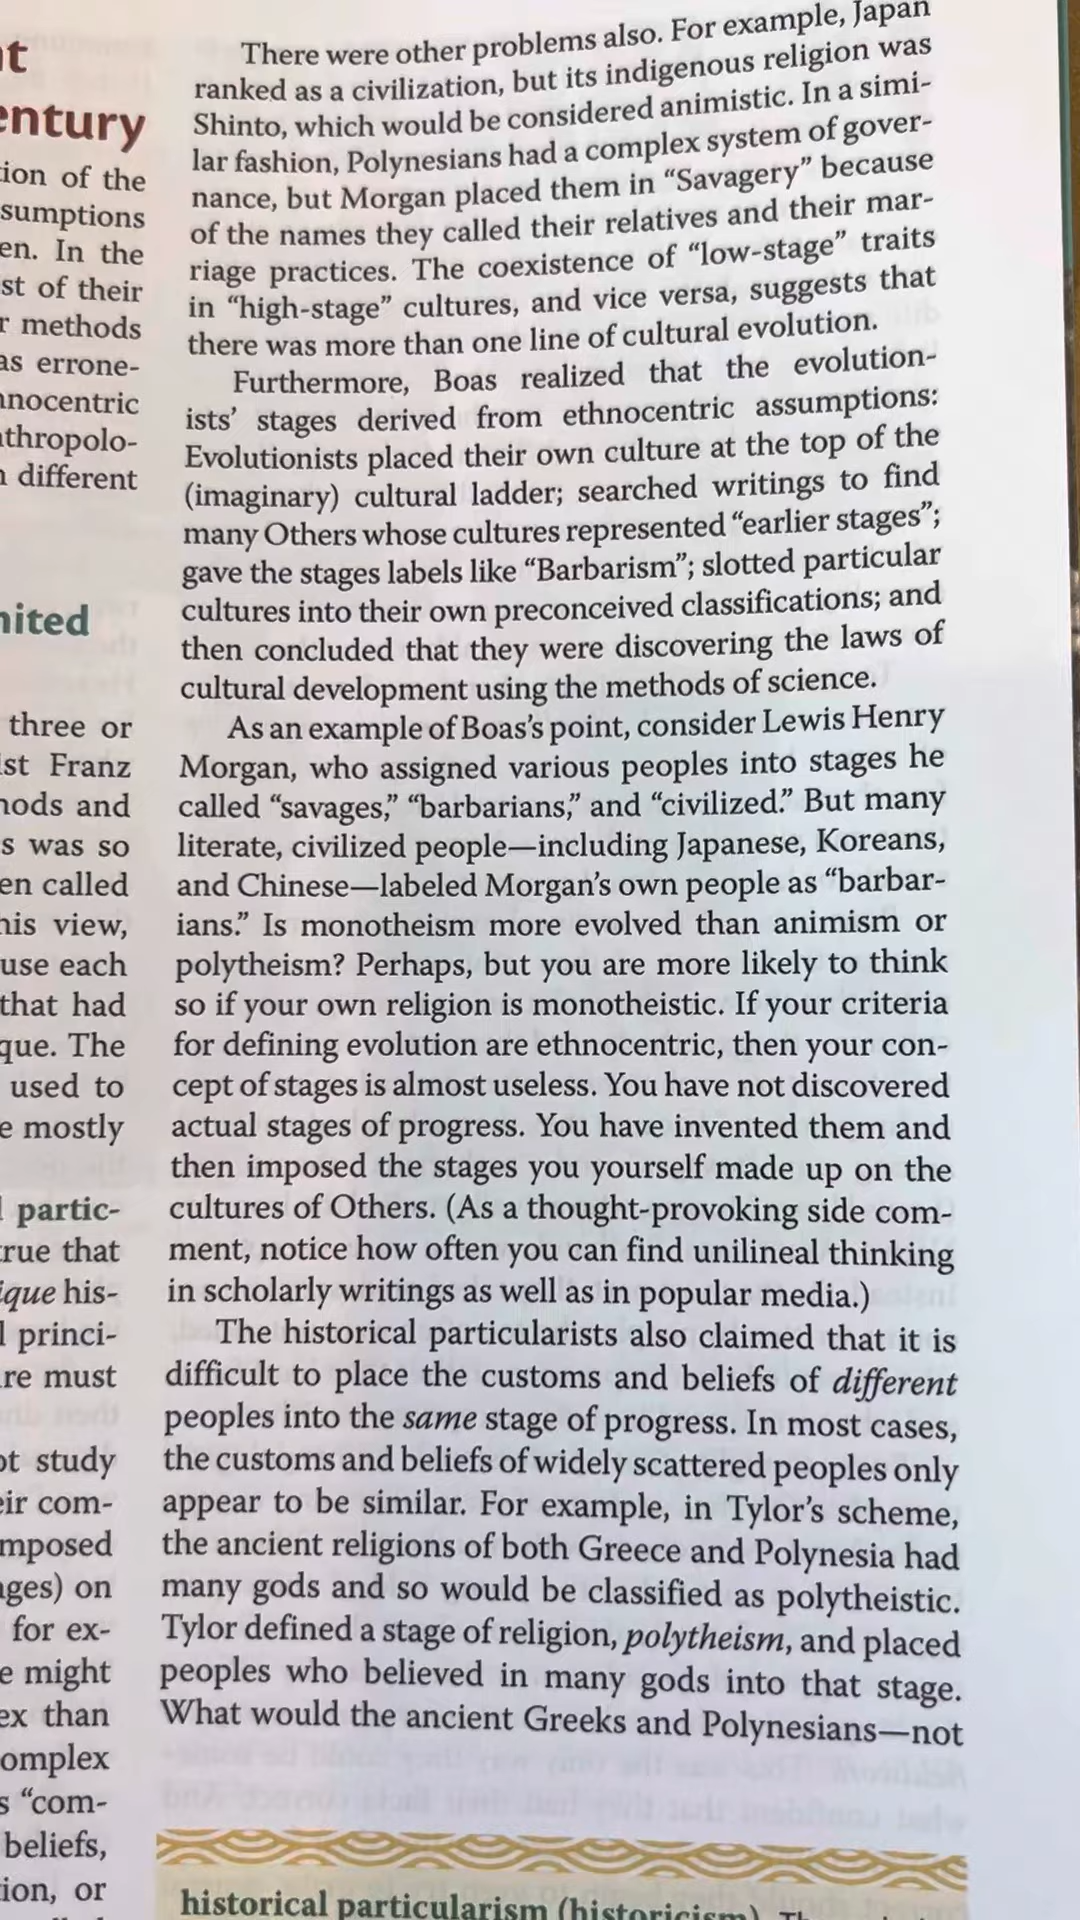 nt
entury
tion of the
sumptions
en. In the
st of their
r methods
as errone-
nnocentric
nthropolo-
n different
nited
three or
ist Franz
hods and
s was so
en called
his view,
use each
that had
que. The
used to
e mostly
l partic-
rue that
ique his-
l princi-
re must
ot study
eir com-
mposed
ages) on
for ex-
e might
ex than
omplex
s “com-
beliefs,
ion, or
There were other problems also. For example, Japan
ranked as a civilization, but its indigenous religion was
Shinto, which would be considered animistic. In a simi-
lar fashion, Polynesians had a complex system of gover-
nance, but Morgan placed them in “Savagery” because
of the names they called their relatives and their mar-
riage practices. The coexistence of “low-stage” traits
in “high-stage” cultures, and vice versa, suggests that
there was more than one line of cultural evolution.
Furthermore, Boas realized that the evolution-
ists’ stages derived from ethnocentric assumptions:
Evolutionists placed their own culture at the top of the
(imaginary) cultural ladder; searched writings to find
many Others whose cultures represented “earlier stages”;
gave the stages labels like “Barbarism”; slotted particular
cultures into their own preconceived classifications; and
then concluded that they were discovering the laws of
cultural development using the methods of science.
As an example of Boas’s point, consider Lewis Henry
Morgan, who assigned various peoples into stages he
called “savages,” “barbarians,” and “civilized.” But many
literate, civilized people—including Japanese, Koreans,
and Chinese—labeled Morgan’s own people as “barbar-
ians.” Is monotheism more evolved than animism or
polytheism? Perhaps, but you are more likely to think
so if your own religion is monotheistic. If your criteria
for defining evolution are ethnocentric, then your con-
cept of stages is almost useless. You have not discovered
actual stages of progress. You have invented them and
then imposed the stages you yourself made up on the
cultures of Others. (As a thought-provoking side com-
ment, notice how often you can find unilineal thinking
in scholarly writings as well as in popular media.)
The historical particularists also claimed that it is
difficult to place the customs and beliefs of different
peoples into the same stage of progress. In most cases,
the customs and beliefs of widely scattered peoples only
appear to be similar. For example, in Tylor’s scheme,
the ancient religions of both Greece and Polynesia had
many gods and so would be classified as polytheistic.
Tylor defined a stage of religion, polytheism, and placed
peoples who believed in many gods into that stage.
What would the ancient Greeks and Polynesians—not
historical particularism (historicism)